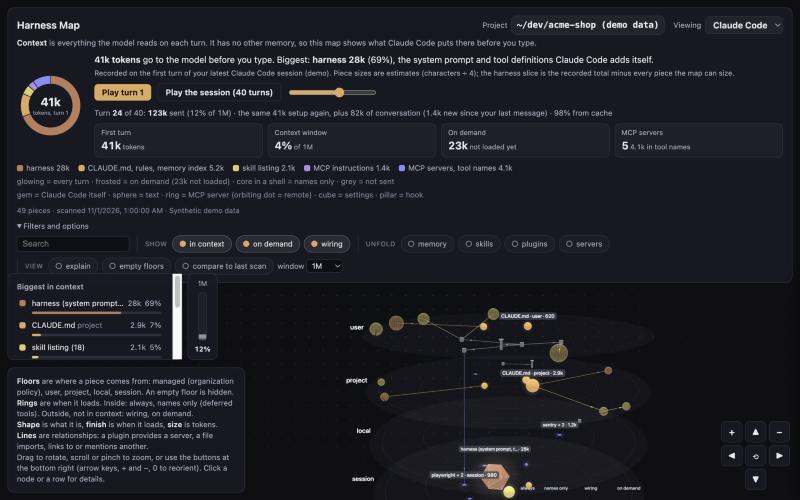 Harness Map
Project ~/dev/acme-shop (demo data) Viewing Claude Code
Context is everything the model reads on each turn. It has no other memory, so this map shows what Claude Code puts there before you type.
41k
tokens, turn 1
41k tokens go to the model before you type. Biggest: harness 28k (69%), the system prompt and tool definitions Claude Code adds itself.
Recorded on the first turn of your latest Claude Code session (demo). Piece sizes are estimates (characters ÷ 4); the harness slice is the recorded total minus every piece the map can size.
Play turn 1 Play the session (40 turns)
Turn 24 of 40: 123k sent (12% of 1M) · the same 41k setup again, plus 82k of conversation (1.4k new since your last message) · 98% from cache
First turn
41k tokens
Context window
4% of 1M
On demand
23k not loaded yet
MCP servers
5 4.1k in tool names
harness 28k CLAUDE.md, rules, memory index 5.2k skill listing 2.1k MCP instructions 1.4k MCP servers, tool names 4.1k
glowing = every turn · frosted = on demand (23k not loaded) · core in a shell = names only · grey = not sent
gem = Claude Code itself · sphere = text · ring = MCP server (orbiting dot = remote) · cube = settings · pillar = hook
49 pieces · scanned 11/1/2026, 1:00:00 AM · Synthetic demo data
▼ Filters and options
Search SHOW in context on demand wiring UNFOLD memory skills plugins servers
VIEW explain empty floors compare to last scan window 1M
Biggest in context
harness (system prompt... 28k 69%
CLAUDE.md project 2.9k 7%
skill listing (18) 2.1k 5%
1M
12%
Floors are where a piece comes from: managed (organization policy), user, project, local, session. An empty floor is hidden.
Rings are when it loads. Inside: always, names only (deferred tools). Outside, not in context: wiring, on demand.
Shape is what it is, finish is when it loads, size is tokens.
Lines are relationships: a plugin provides a server, a file imports, links to or mentions another.
Drag to rotate, scroll or pinch to zoom, or use the buttons at the bottom right (arrow keys, + and −, 0 to reorient). Click a node or a row for details.
user
CLAUDE.md · user · 620
project
CLAUDE.md · project · 2.9k
local
sentry + 2 · 1.2k
harness (system prompt, t... · 28k
session
playwright + 2 · session · 980
always names only wiring on demand
+ ▲ −
◀ ⟲ ▶
▼